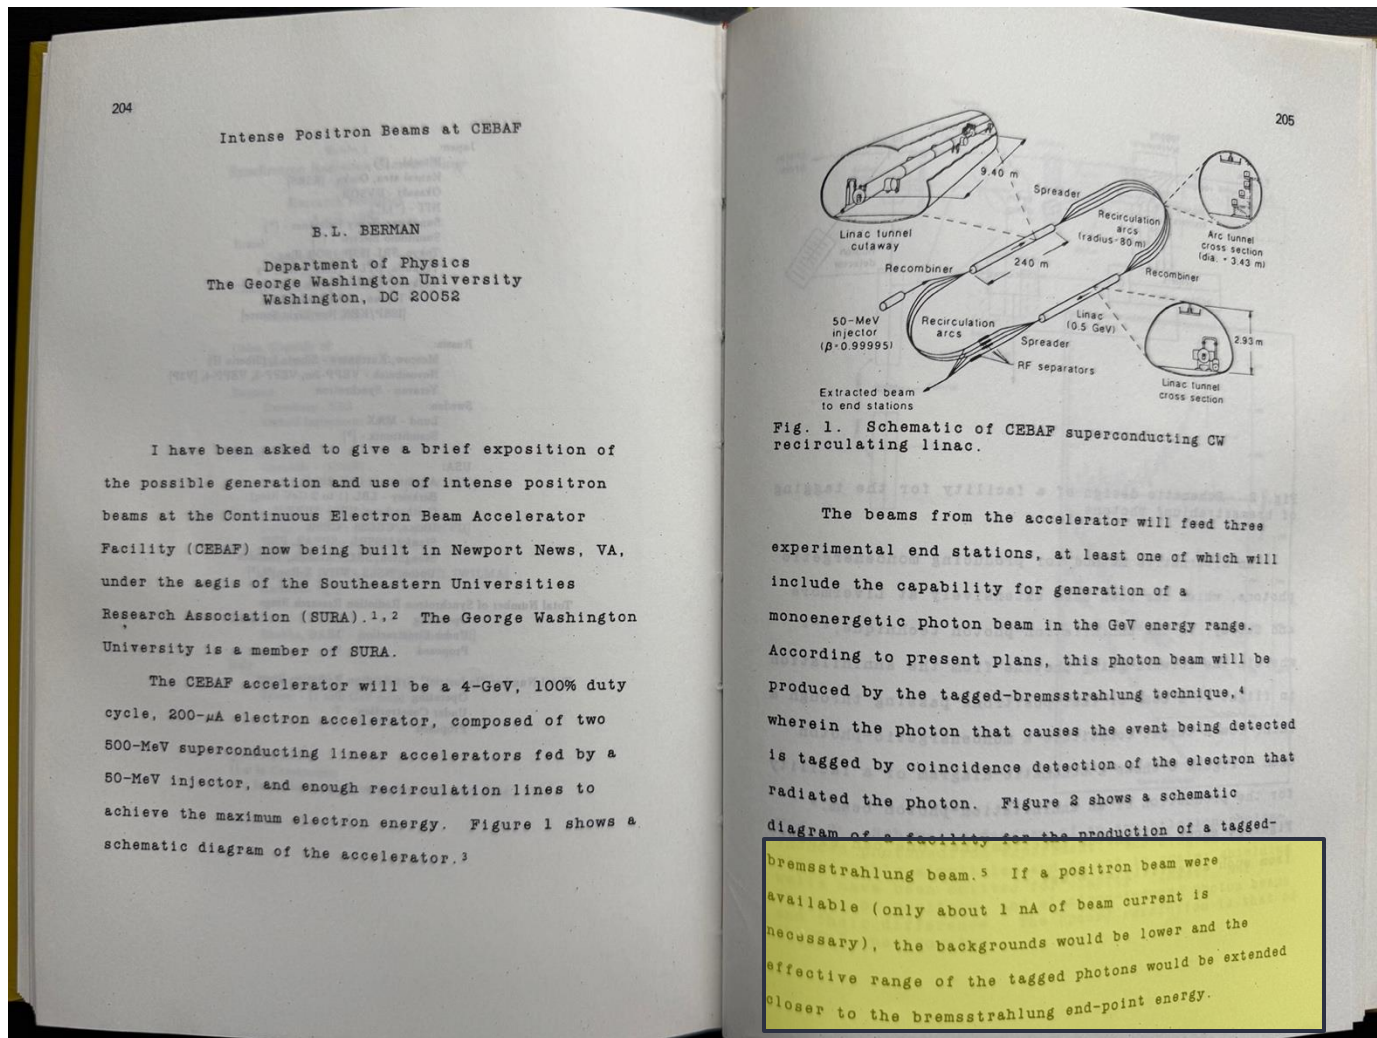 204
Intense Positron Beams at CEBAF
B.L. BERMAN
Department of Physics
The George Washington University
Washington, DC 20052
I have been asked to give a brief exposition of
the possible generation and use of intense positron
beams at the Continuous Electron Beam Accelerator
Facility (CEBAF) now being built in Newport News, VA,
under the aegis of the Southeastern Universities
Research Association (SURA).1,2 The George Washington
University is a member of SURA.
The CEBAF accelerator will be a 4-GeV, 100% duty
cycle, 200-μA electron accelerator, composed of two
500-MeV superconducting linear accelerators fed by a
50-MeV injector, and enough recirculation lines to
achieve the maximum electron energy. Figure 1 shows a
schematic diagram of the accelerator.3
205
9.40 m
Spreader
Recirculation
arcs
(radius-80 m)
Linac tunnel
cutaway
Arc tunnel
cross section
(dia. - 3.43 m)
Recombiner
240 m
Recombiner
50-MeV
injector
(β=0.99995)
Recirculation
arcs
Linac
(0.5 GeV)
Spreader
2.93 m
RF separators
Linac tunnel
cross section
Extracted beam
to end stations
Fig. 1. Schematic of CEBAF superconducting CW
recirculating linac.
The beams from the accelerator will feed three
experimental end stations, at least one of which will
include the capability for generation of a
monoenergetic photon beam in the GeV energy range.
According to present plans, this photon beam will be
produced by the tagged-bremsstrahlung technique,4
wherein the photon that causes the event being detected
is tagged by coincidence detection of the electron that
radiated the photon. Figure 2 shows a schematic
diagram of a facility for the production of a tagged-
bremsstrahlung beam.5 If a positron beam were
available (only about 1 nA of beam current is
necessary), the backgrounds would be lower and the
effective range of the tagged photons would be extended
closer to the bremsstrahlung end-point energy.